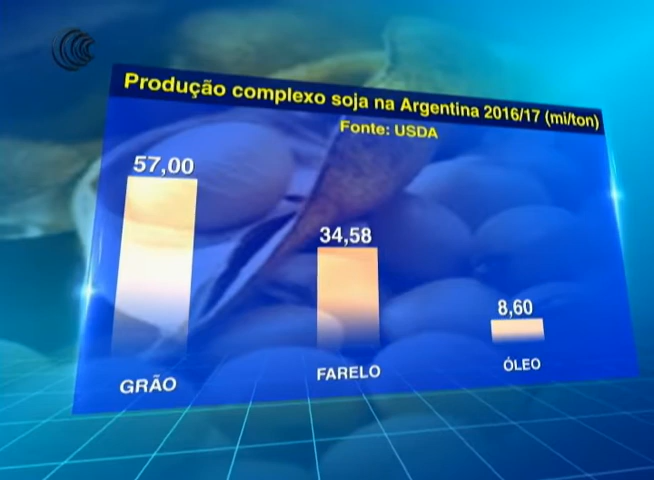 Produção complexo soja na Argentina 2016/17 (mi/ton)
Fonte: USDA
57,00
34,58
8,60
GRÃO
FARELO
ÓLEO